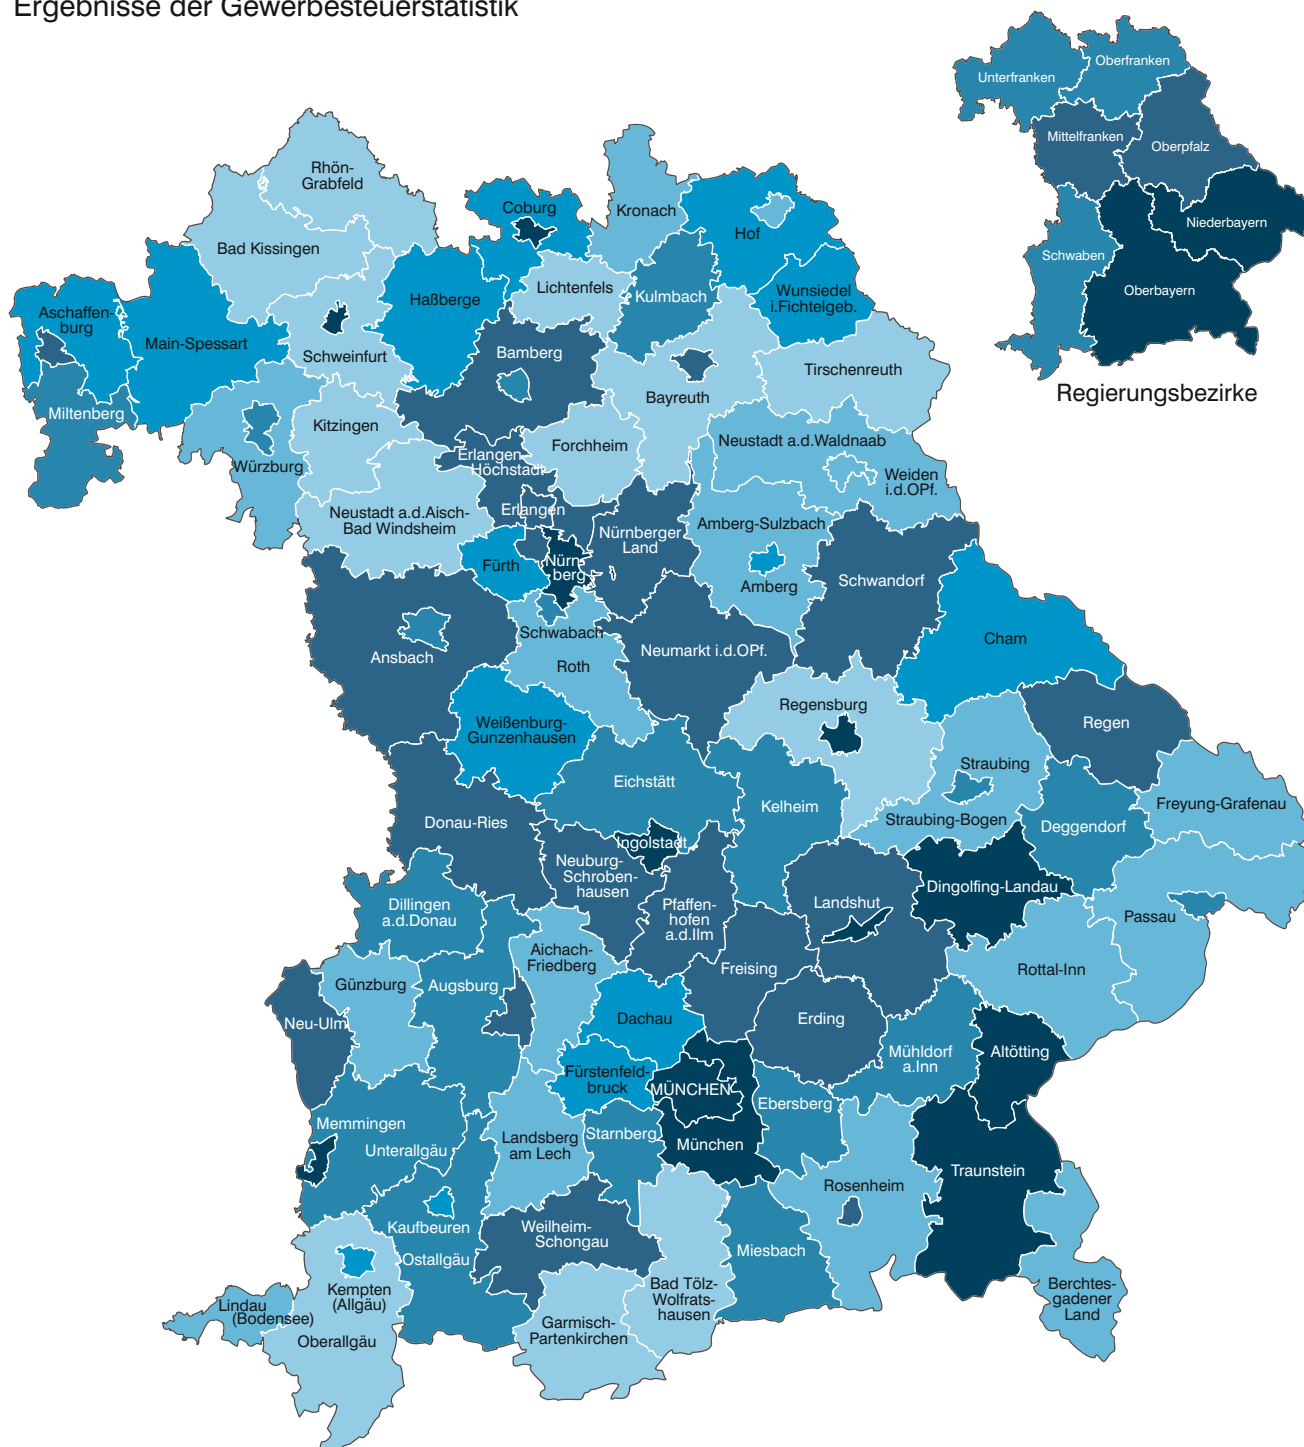 Ergebnisse der Gewerbesteuerstatistik
Unterfranken
Oberfranken
Mittelfranken
Oberpfalz
Niederbayern
Schwaben
Oberbayern
Regierungsbezirke
Rhön-
Grabfeld
Bad Kissingen
Coburg
Kronach
Hof
Lichtenfels
Kulmbach
Wunsiedel
i.Fichtelgeb.
Haßberge
Aschaffen-
burg
Main-Spessart
Schweinfurt
Bamberg
Tirschenreuth
Bayreuth
Miltenberg
Kitzingen
Forchheim
Neustadt a.d.Waldnaab
Würzburg
Erlangen-
Höchstadt
Weiden
i.d.OPf.
Neustadt a.d.Aisch-
Bad Windsheim
Erlangen
Nürnberger
Land
Amberg-Sulzbach
Fürth
Nürn-
berg
Amberg
Schwandorf
Schwabach
Ansbach
Roth
Neumarkt i.d.OPf.
Cham
Regensburg
Weißenburg-
Gunzenhausen
Regen
Straubing
Eichstätt
Kelheim
Freyung-Grafenau
Straubing-Bogen
Deggendorf
Donau-Ries
Ingolstadt
Neuburg-
Schroben-
hausen
Dingolfing-Landau
Dillingen
a.d.Donau
Pfaffen-
hofen
a.d.Ilm
Landshut
Passau
Aichach-
Friedberg
Freising
Rottal-Inn
Günzburg
Augsburg
Neu-Ulm
Dachau
Erding
Mühldorf
a.Inn
Altötting
Fürstenfeld-
bruck
MÜNCHEN
Ebersberg
Memmingen
Unterallgäu
Landsberg
am Lech
Starnberg
München
Traunstein
Rosenheim
Kaufbeuren
Weilheim-
Schongau
Miesbach
Ostallgäu
Kempten
(Allgäu)
Bad Tölz-
Wolfrats-
hausen
Berchtes-
gadener
Land
Lindau
(Bodensee)
Oberallgäu
Garmisch-
Partenkirchen